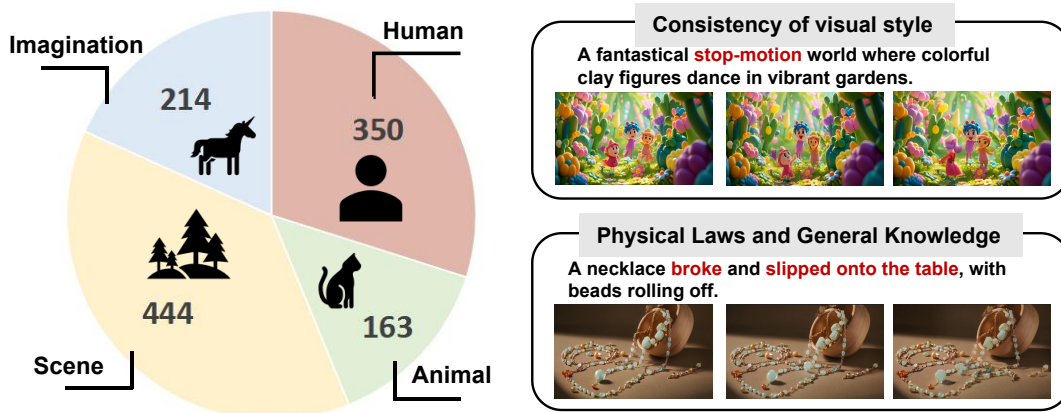 Imagination
214
Human
350
444
Scene
163
Animal
Consistency of visual style
A fantastical stop-motion world where colorful
clay figures dance in vibrant gardens.
Physical Laws and General Knowledge
A necklace broke and slipped onto the table, with
beads rolling off.